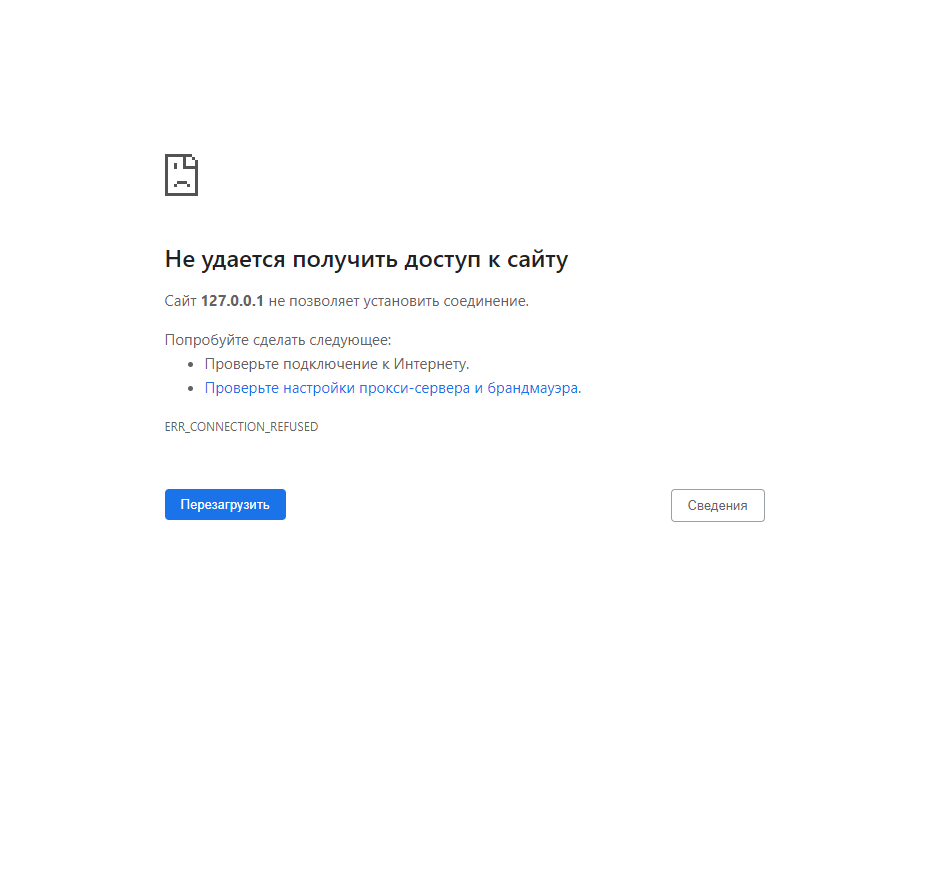 Не удается получить доступ к сайту
Сайт 127.0.0.1 не позволяет установить соединение.
Попробуйте сделать следующее:
• Проверьте подключение к Интернету.
• Проверьте настройки прокси-сервера и брандмауэра.
ERR_CONNECTION_REFUSED
Перезагрузить
Сведения